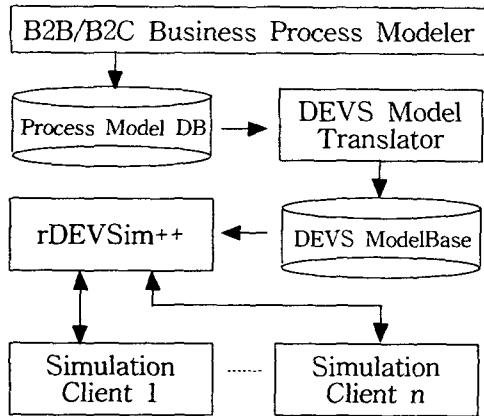 B2B/B2C Business Process Modeler
Process Model DB
DEVS Model
Translator
rDEVSim++
DEVS ModelBase
Simulation
Client 1
Simulation
Client n